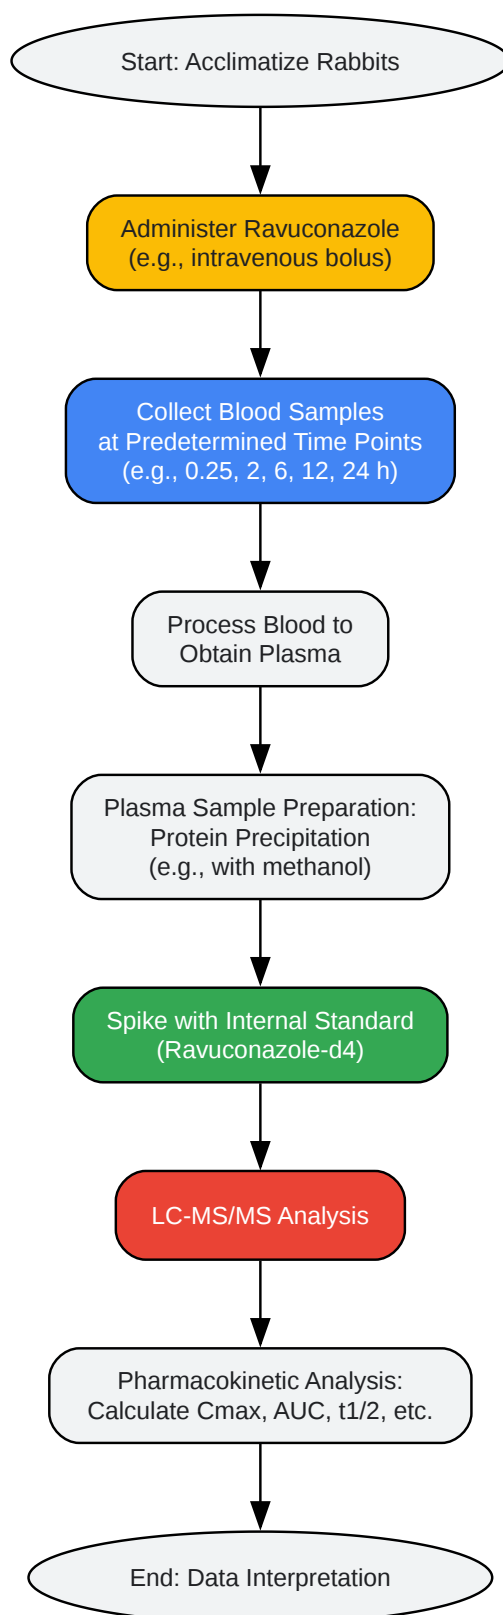 Start: Acclimatize Rabbits
Administer Ravuconazole
(e.g., intravenous bolus)
Collect Blood Samples
at Predetermined Time Points
(e.g., 0.25, 2, 6, 12, 24 h)
Process Blood to
Obtain Plasma
Plasma Sample Preparation:
Protein Precipitation
(e.g., with methanol)
Spike with Internal Standard
(Ravuconazole-d4)
LC-MS/MS Analysis
Pharmacokinetic Analysis:
Calculate Cmax, AUC, t1/2, etc.
End: Data Interpretation